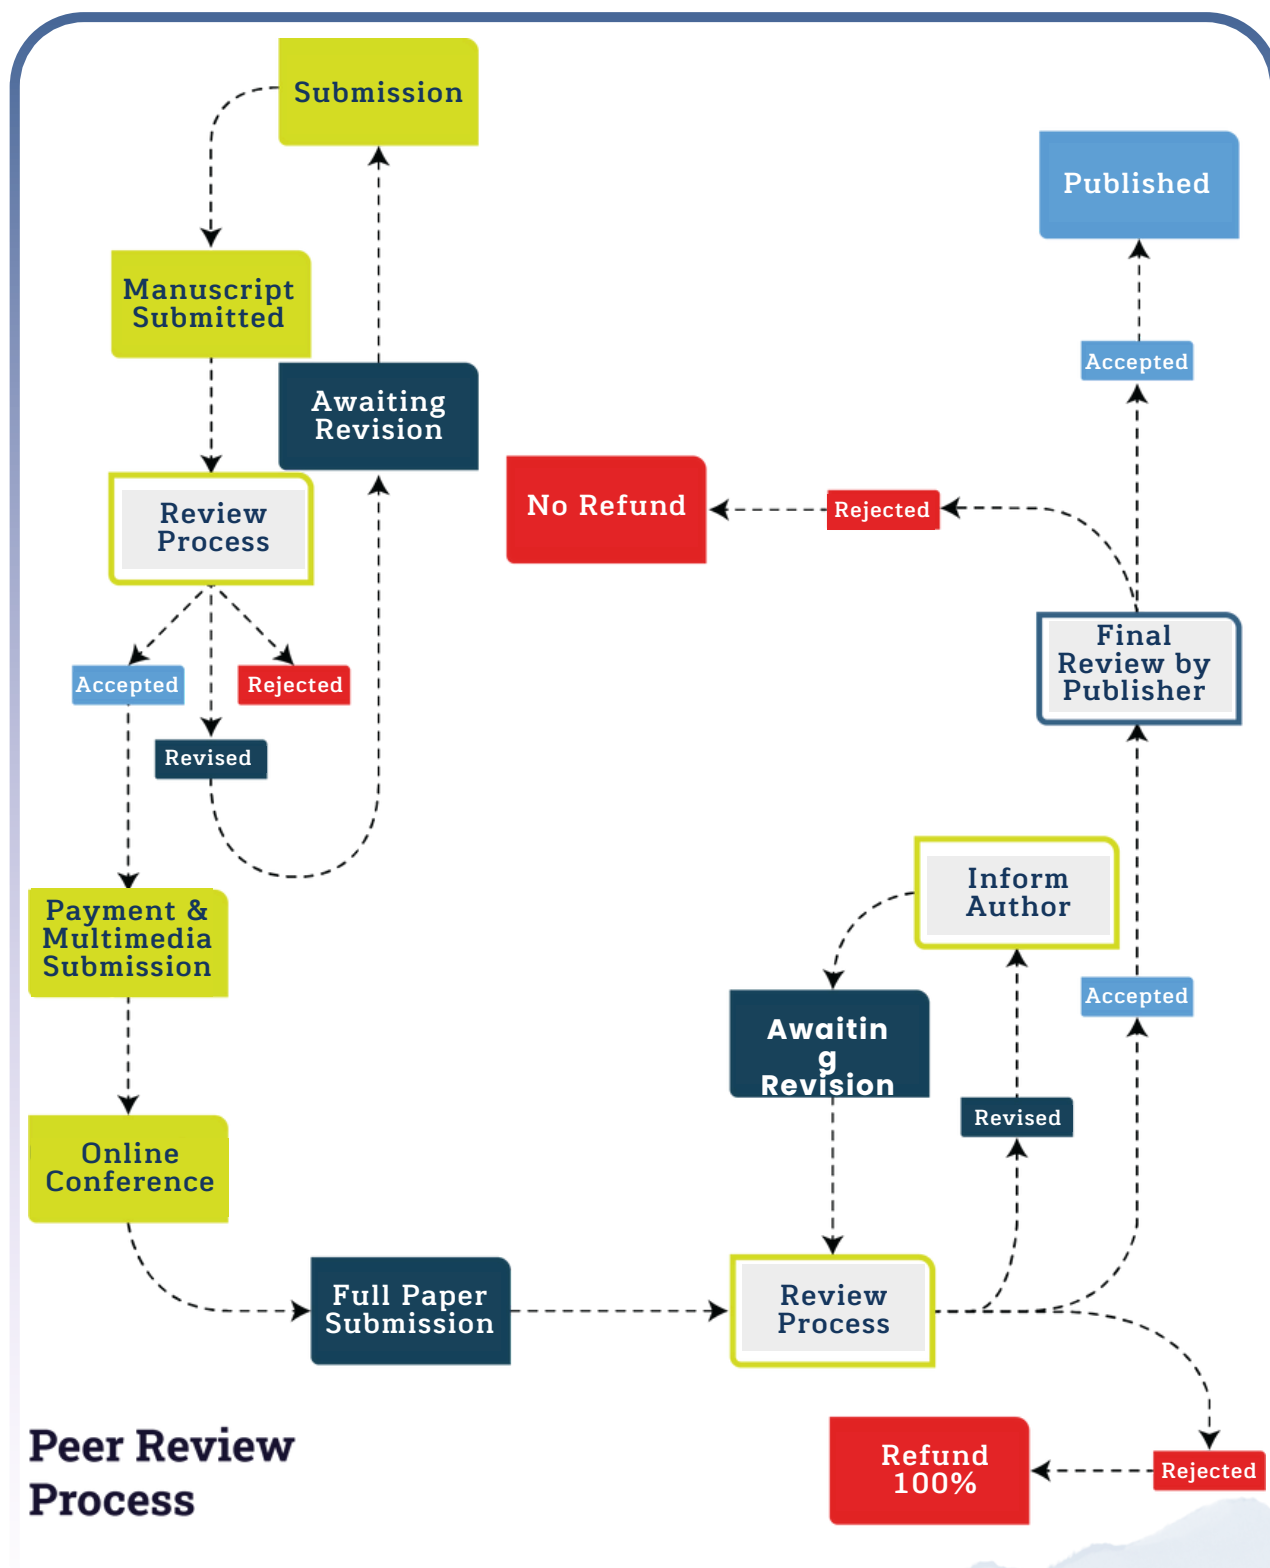 Submission
Published
Manuscript
Submitted
Accepted
Awaiting
Revision
No Refund
Rejected
Review
Process
Final
Review by
Publisher
Accepted
Rejected
Revised
Inform
Author
Payment &
Multimedia
Submission
Accepted
Awaitin
g
Revision
Revised
Online
Conference
Full Paper
Submission
Review
Process
Refund
100%
Rejected
Peer Review
Process